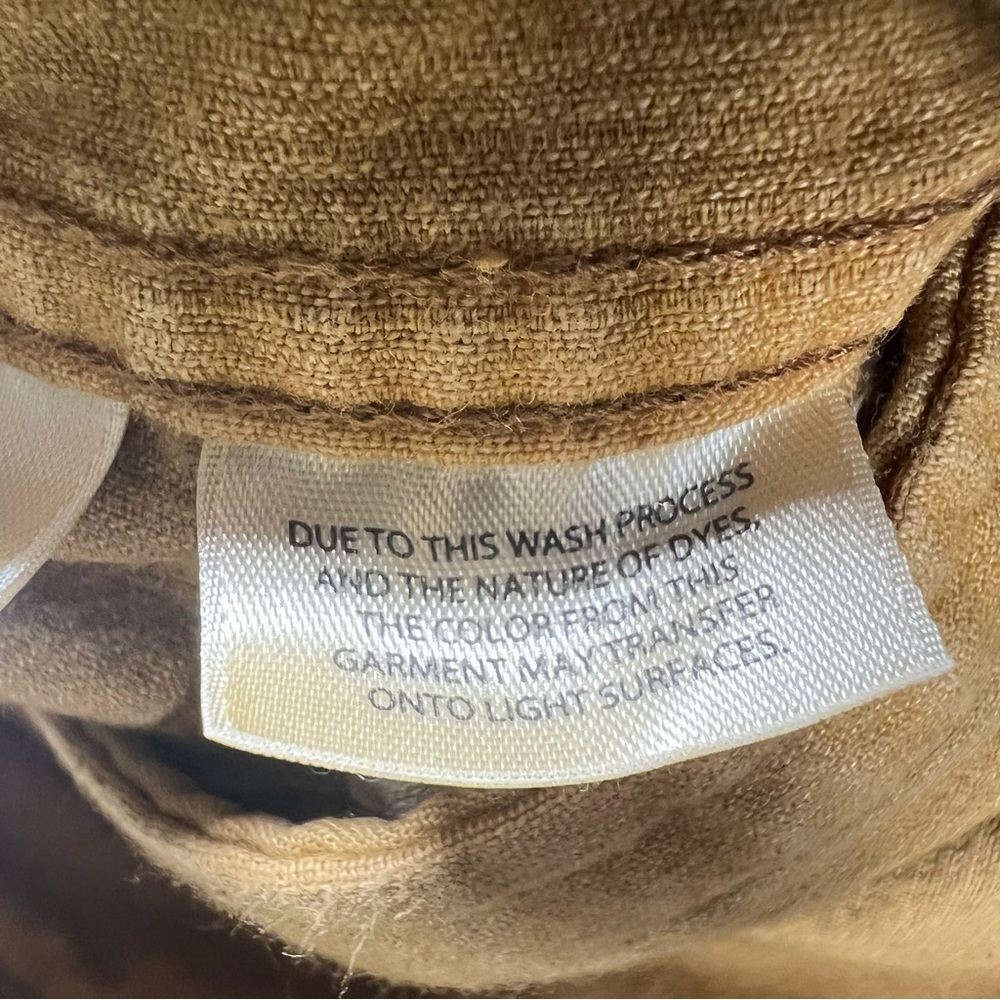 DUE TO THIS WASH PROCESS
AND THE NATURE OF DYES,
THE COLOR FROM THIS
GARMENT MAY TRANSFER
ONTO LIGHT SURFACES.